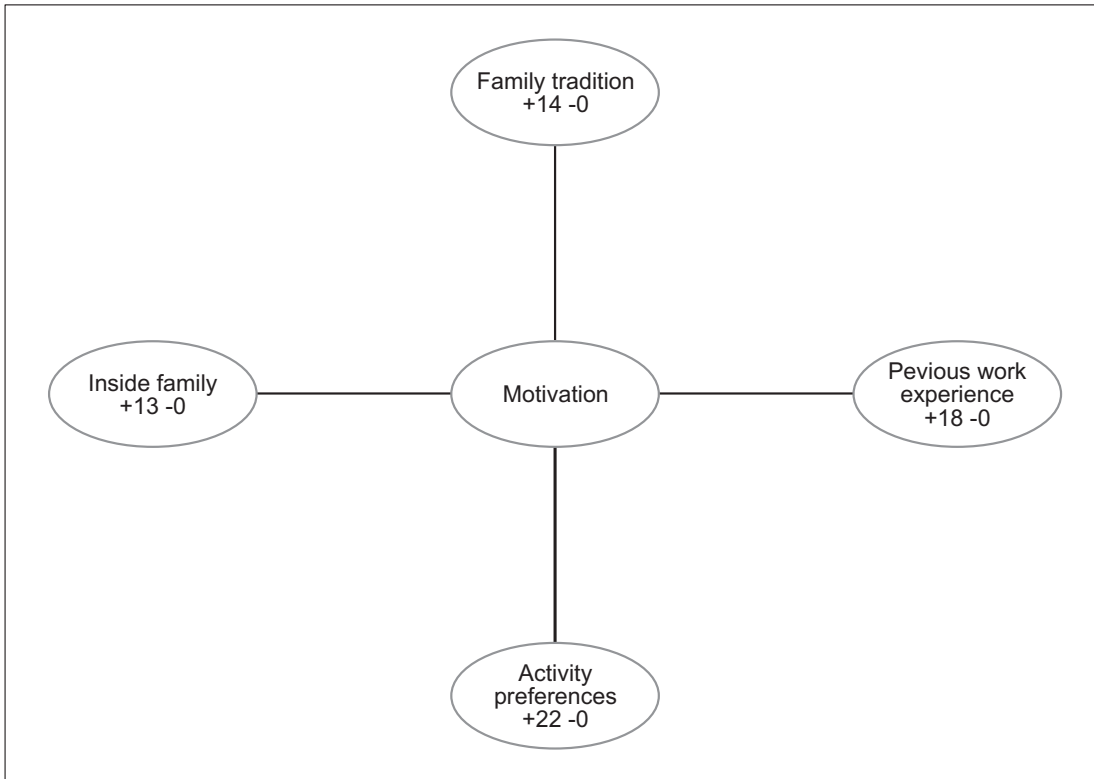 Family tradition
+14 -0
Inside family
+13 -0
Motivation
Pevious work
experience
+18 -0
Activity
preferences
+22 -0